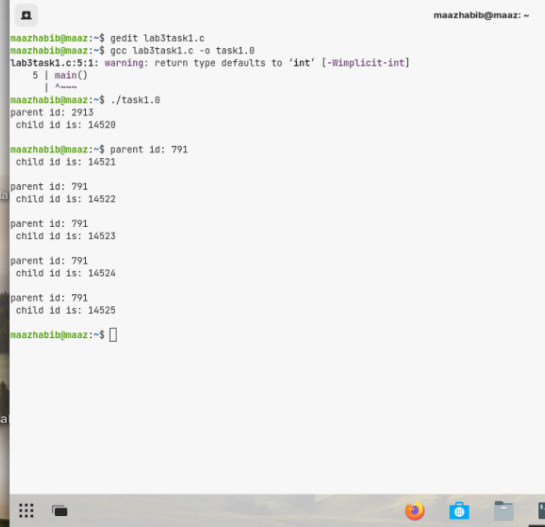 maazhabib@maaz: ~
maazhabib@maaz:~$ gedit lab3task1.c
maazhabib@maaz:~$ gcc lab3task1.c -o task1.0
lab3task1.c:5:1: warning: return type defaults to ‘int’ [-Wimplicit-int]
    5 | main()
      | ^~~~
maazhabib@maaz:~$ ./task1.0
parent id: 2913
 child id is: 14520
maazhabib@maaz:~$ parent id: 791
 child id is: 14521
parent id: 791
 child id is: 14522
parent id: 791
 child id is: 14523
parent id: 791
 child id is: 14524
parent id: 791
 child id is: 14525
maazhabib@maaz:~$